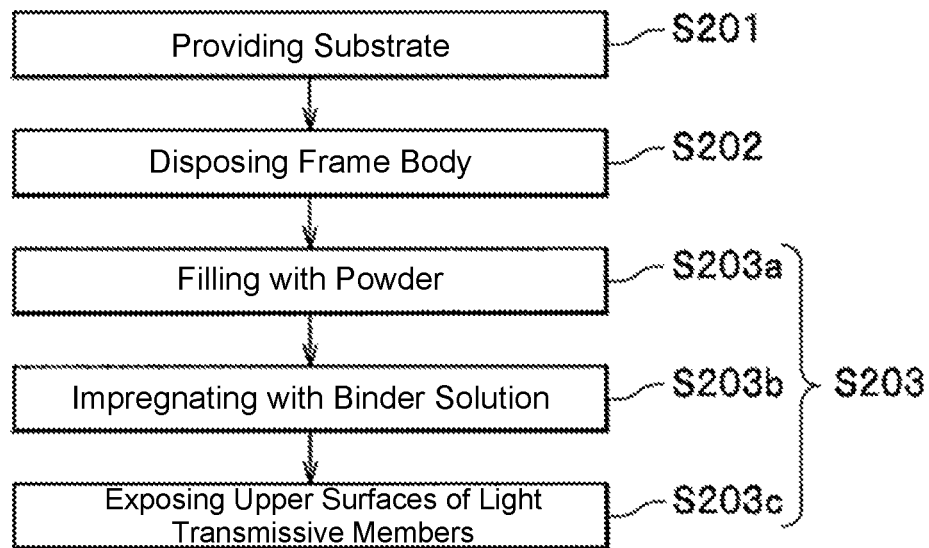 Providing Substrate
S201
Disposing Frame Body
S202
Filling with Powder
S203a
Impregnating with Binder Solution
S203b
S203
Exposing Upper Surfaces of Light
Transmissive Members
S203c